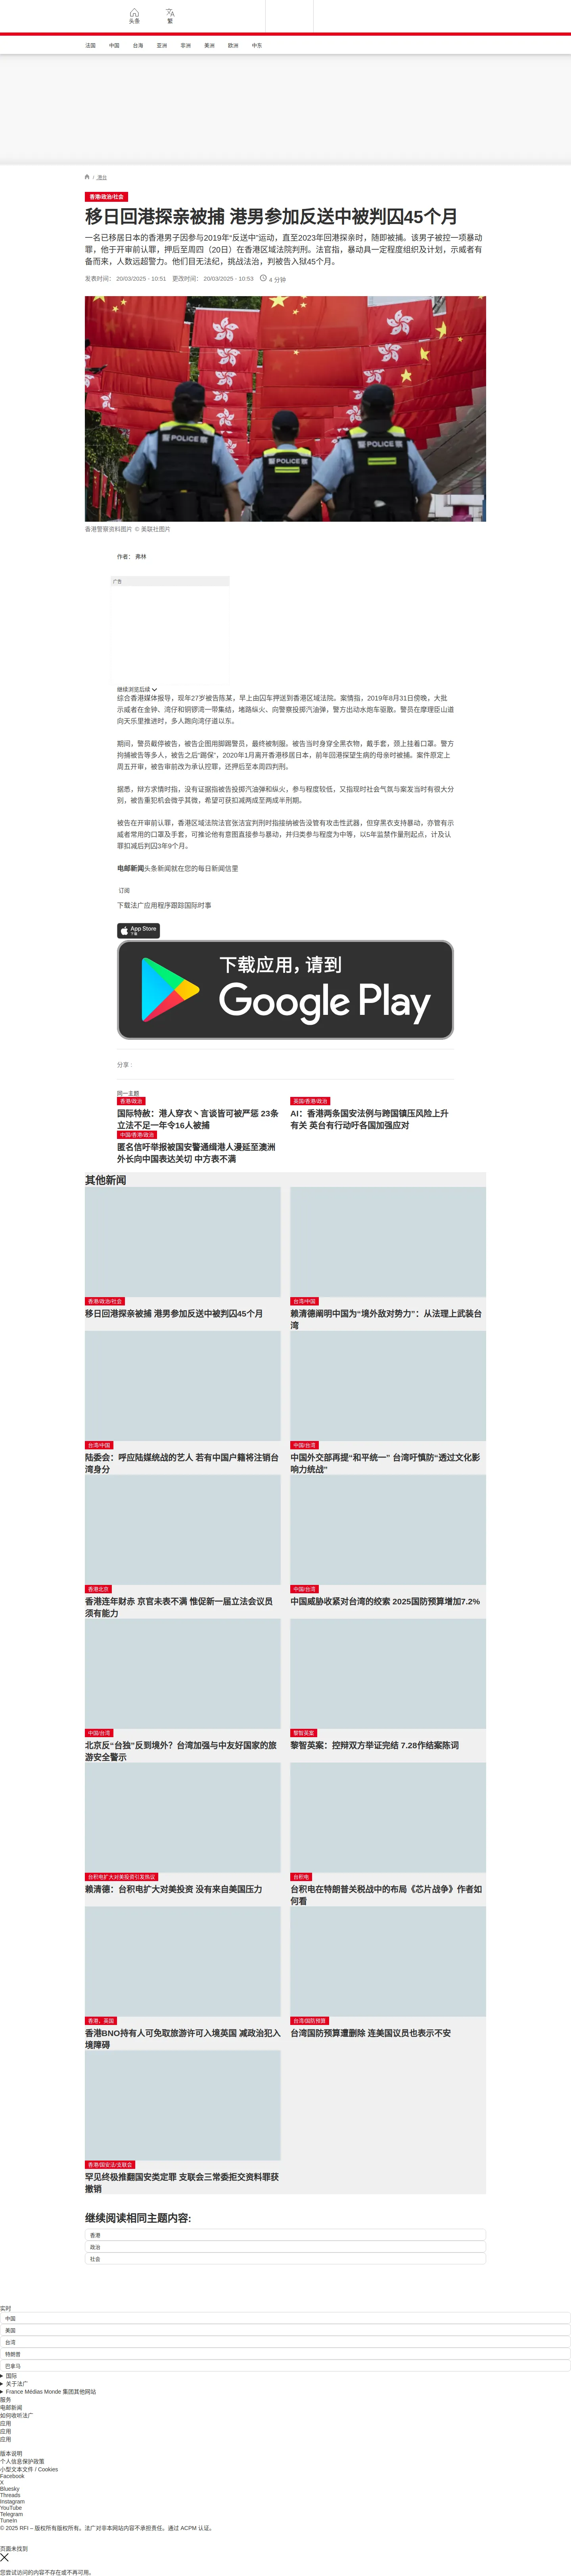 头条
繁
法国 中国 台海 亚洲 非洲 美洲 欧洲 中东
/ 港台
香港/政治/社会
移日回港探亲被捕 港男参加反送中被判囚45个月
一名已移居日本的香港男子因参与2019年“反送中”运动，直至2023年回港探亲时，随即被捕。该男子被控一项暴动
罪，他于开审前认罪，押后至周四（20日）在香港区域法院判刑。法官指，暴动具一定程度组织及计划，示威者有
备而来，人数远超警力。他们目无法纪，挑战法治，判被告入狱45个月。
发表时间： 20/03/2025 - 10:51 更改时间： 20/03/2025 - 10:53 4 分钟
POLICE
POLICE
POLICE
香港警察资料图片 © 美联社图片
作者： 弗林
广告
继续浏览后续
综合香港媒体报导，现年27岁被告陈某，早上由囚车押送到香港区域法院。案情指，2019年8月31日傍晚，大批
示威者在金钟、湾仔和铜锣湾一带集结，堵路纵火、向警察投掷汽油弹，警方出动水炮车驱散。警员在摩理臣山道
向天乐里推进时，多人跑向湾仔道以东。
期间，警员截停被告，被告企图用脚踢警员，最终被制服。被告当时身穿全黑衣物，戴手套，颈上挂着口罩。警方
拘捕被告等多人，被告之后“踢保”，2020年1月离开香港移居日本，前年回港探望生病的母亲时被捕。案件原定上
周五开审，被告审前改为承认控罪，还押后至本周四判刑。
据悉，辩方求情时指，没有证据指被告投掷汽油弹和纵火，参与程度较低，又指现时社会气氛与案发当时有很大分
别，被告重犯机会微乎其微，希望可获扣减两成至两成半刑期。
被告在开审前认罪，香港区域法院法官张洁宜判刑时指接纳被告没管有攻击性武器，但穿黑衣支持暴动，亦管有示
威者常用的口罩及手套，可推论他有意图直接参与暴动，并归类参与程度为中等，以5年监禁作量刑起点，计及认
罪扣减后判囚3年9个月。
电邮新闻头条新闻就在您的每日新闻信里
订阅
下载法广应用程序跟踪国际时事
App Store
下载
下载应用，请到
Google Play
分享 :
同一主题
香港/政治
国际特赦：港人穿衣丶言谈皆可被严惩 23条
立法不足一年令16人被捕
英国/香港/政治
AI：香港两条国安法例与跨国镇压风险上升
有关 英台有行动吁各国加强应对
中国/香港/政治
匿名信吁举报被国安警通缉港人漫延至澳洲
外长向中国表达关切 中方表不满
其他新闻
香港/政治/社会
移日回港探亲被捕 港男参加反送中被判囚45个月
台湾/中国
赖清德阐明中国为“境外敌对势力”：从法理上武装台
湾
台湾/中国
陆委会：呼应陆媒统战的艺人 若有中国户籍将注销台
湾身分
中国/台湾
中国外交部再提“和平统一” 台湾吁慎防“透过文化影
响力统战”
香港北京
香港连年财赤 京官未表不满 惟促新一届立法会议员
须有能力
中国/台湾
中国威胁收紧对台湾的绞索 2025国防预算增加7.2%
中国/台湾
北京反“台独”反到境外？台湾加强与中友好国家的旅
游安全警示
黎智英案
黎智英案：控辩双方举证完结 7.28作结案陈词
台积电扩大对美投资引发热议
赖清德：台积电扩大对美投资 没有来自美国压力
台积电
台积电在特朗普关税战中的布局《芯片战争》作者如
何看
香港，英国
香港BNO持有人可免取旅游许可入境英国 减政治犯入
境障碍
台湾/国防预算
台湾国防预算遭删除 连美国议员也表示不安
香港/国安法/支联会
罕见终极推翻国安类定罪 支联会三常委拒交资料罪获
撤销
继续阅读相同主题内容:
香港
政治
社会
实时
中国
美国
台湾
特朗普
巴拿马
国际
关于法广
France Médias Monde 集团其他网站
服务
电邮新闻
如何收听法广
应用
应用
应用
版本说明
个人信息保护政策
小型文本文件 / Cookies
Facebook
X
Bluesky
Threads
Instagram
YouTube
Telegram
TuneIn
© 2025 RFI – 版权所有版权所有。法广对非本网站内容不承担责任。通过 ACPM 认证。
页面未找到
您尝试访问的内容不存在或不再可用。